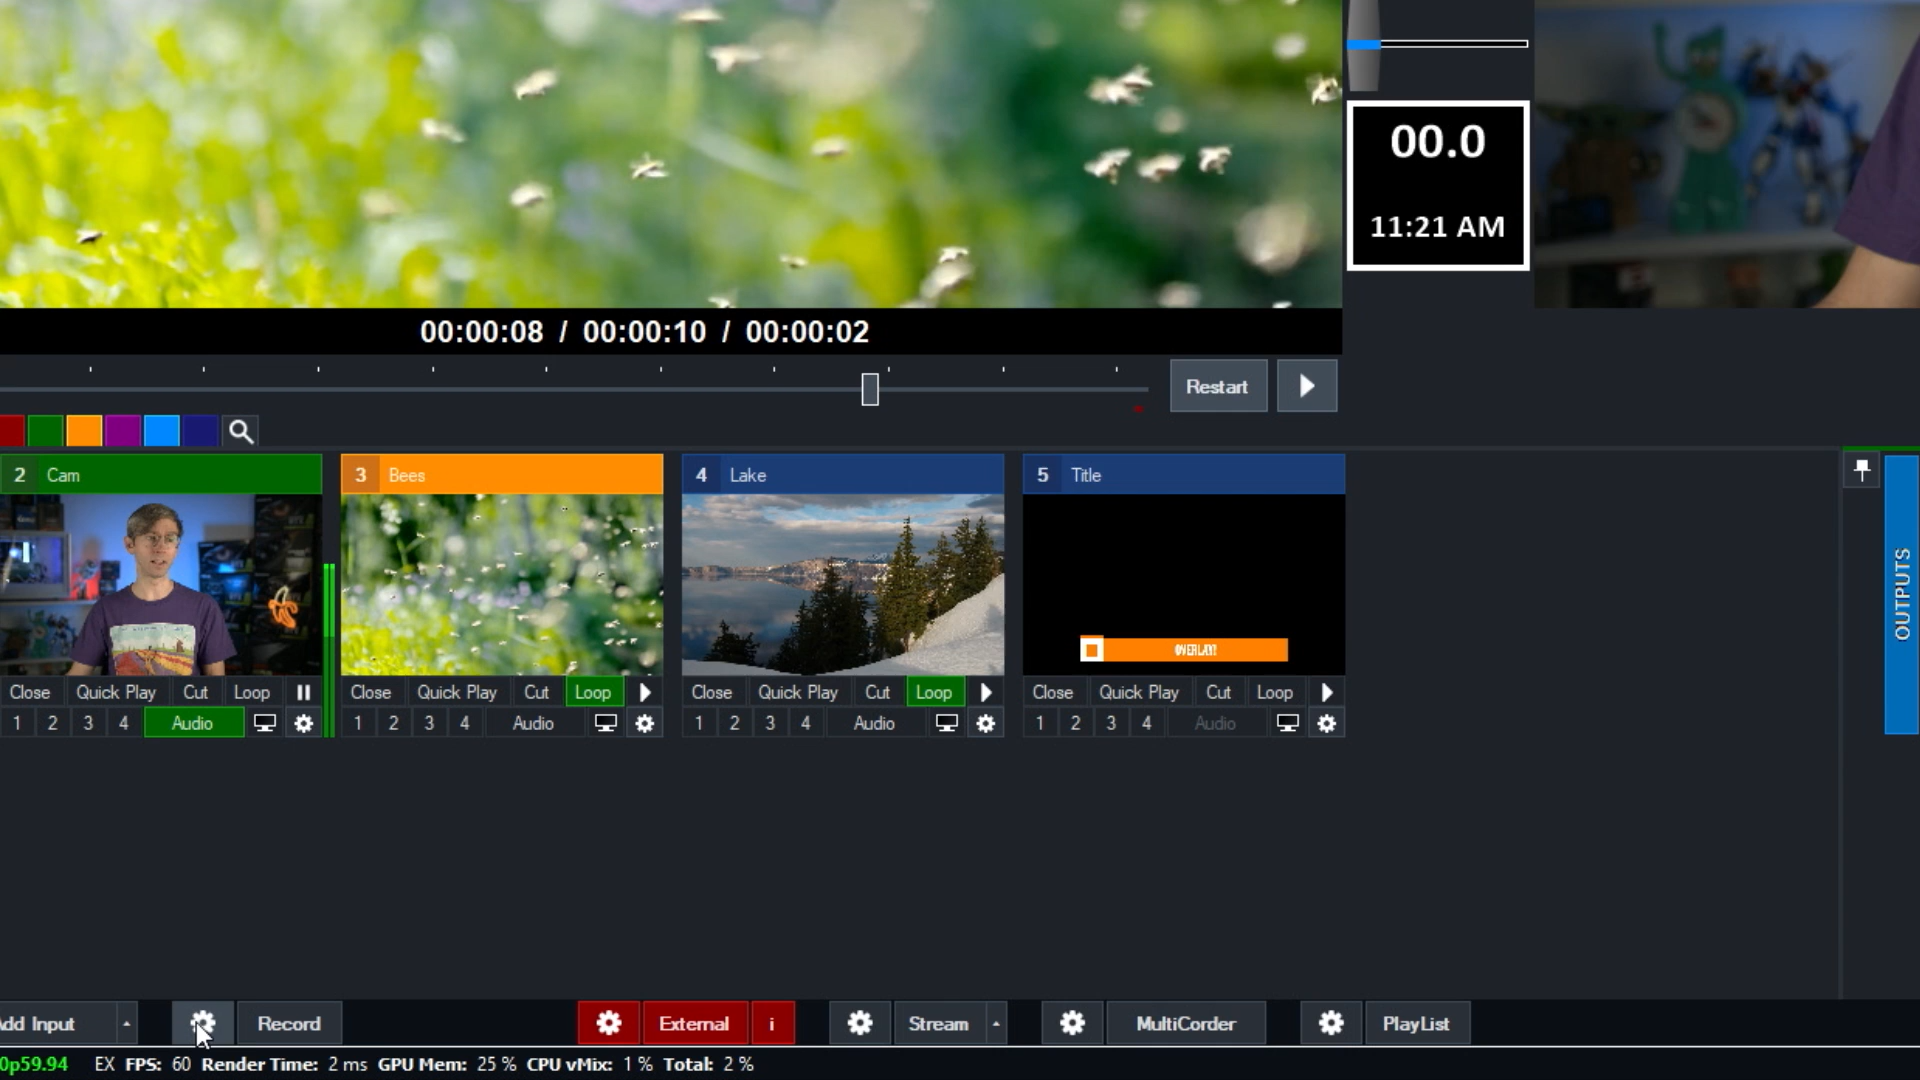 00.0
11:21 AM
00:00:08 / 00:00:10 / 00:00:02
Restart
2 Cam
3 Bees
4 Lake
5 Title
OVERLAY!
OUTPUTS
Close Quick Play Cut Loop
Close Quick Play Cut Loop
Close Quick Play Cut Loop
Close Quick Play Cut Loop
1 2 3 4 Audio
1 2 3 4 Audio
1 2 3 4 Audio
1 2 3 4 Audio
Add Input
Record
External
i
Stream
MultiCorder
PlayList
0p59.94 EX FPS: 60 Render Time: 2 ms GPU Mem: 25 % CPU vMix: 1 % Total: 2 %